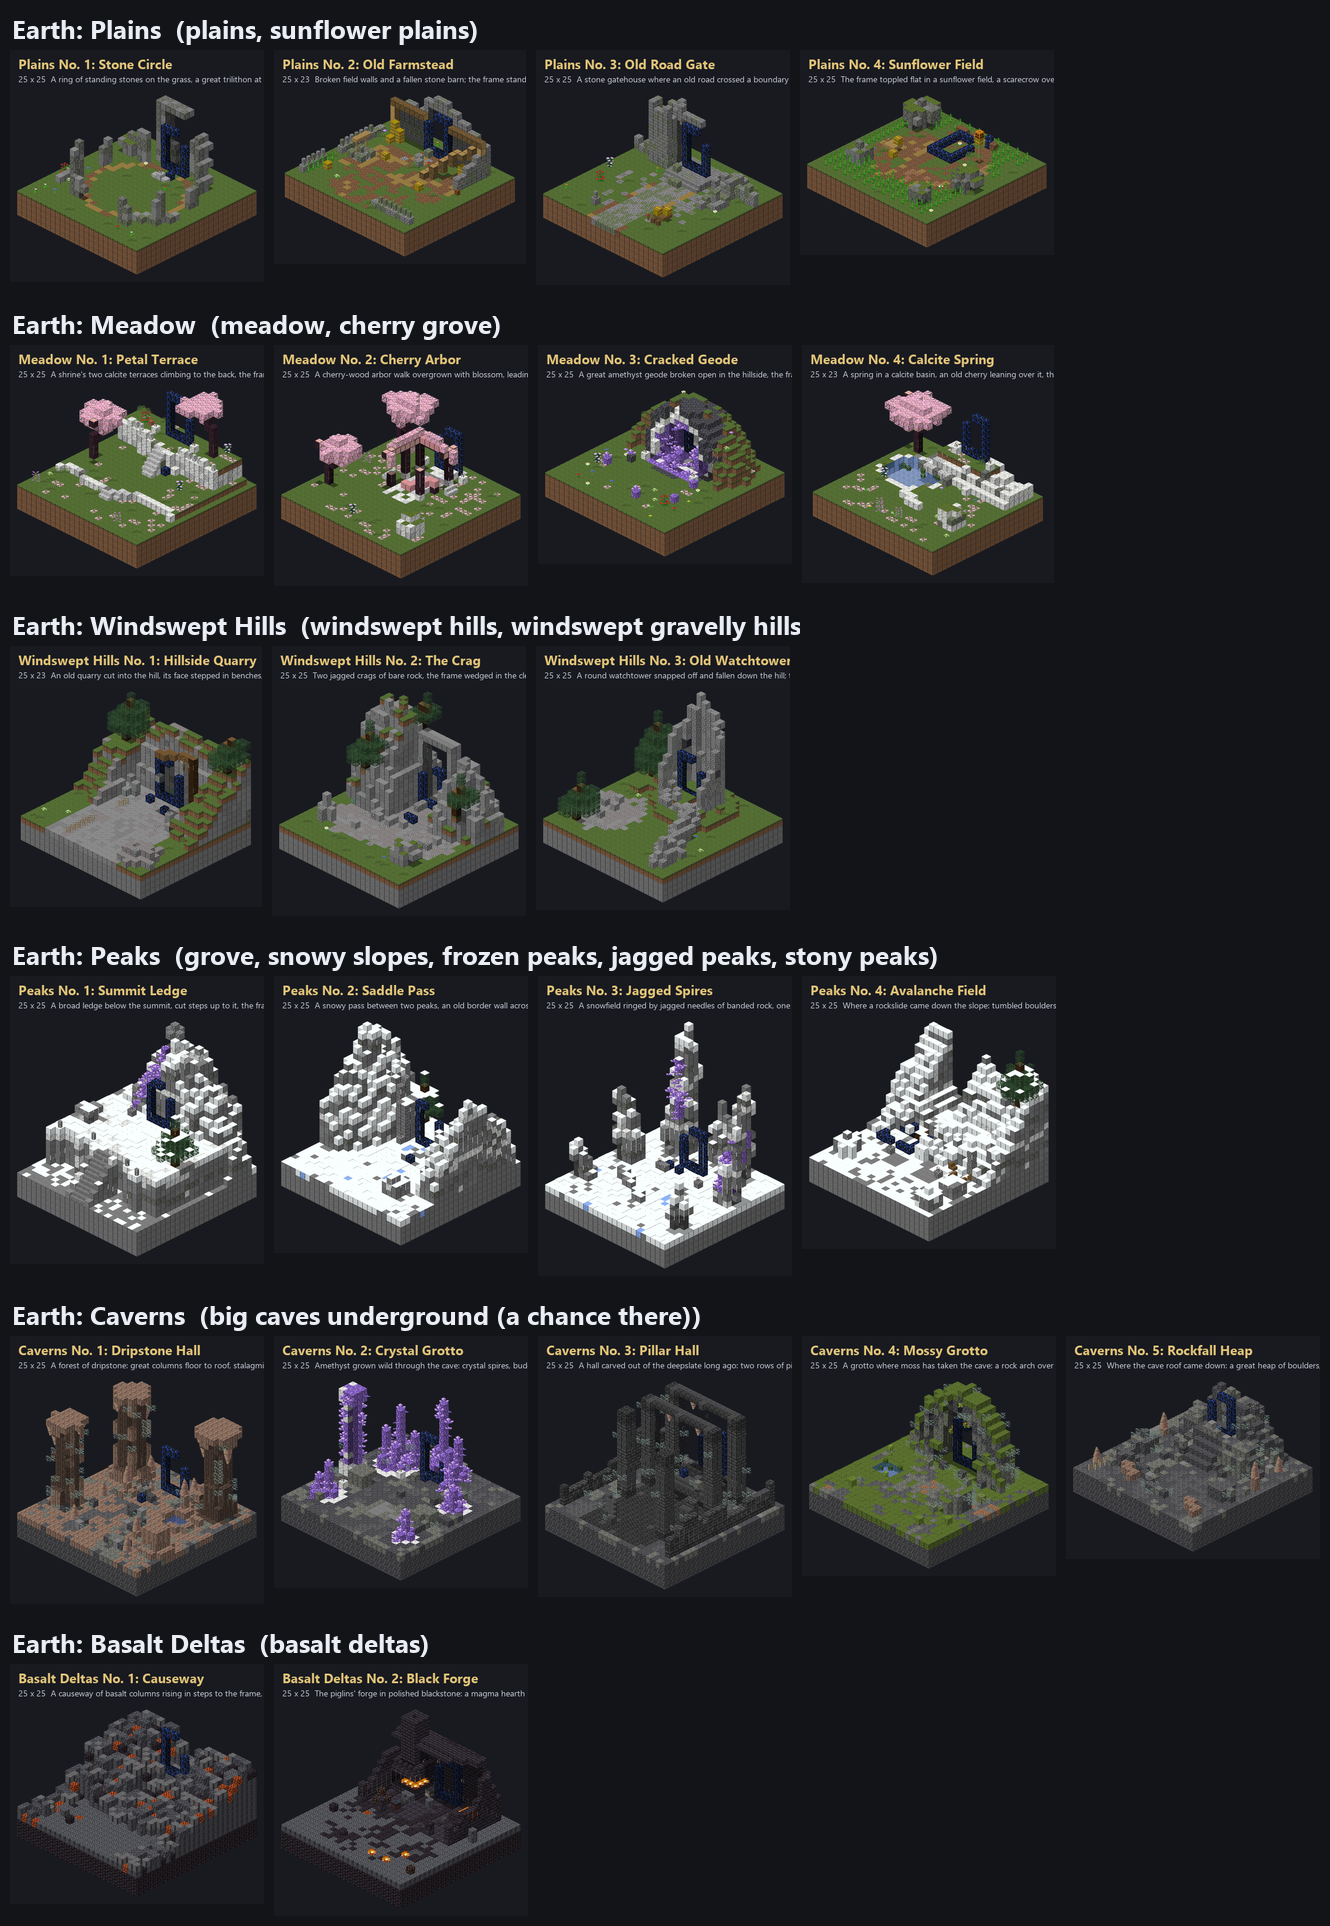 Earth: Plains  (plains, sunflower plains)
Plains No. 1: Stone Circle
25 x 25  A ring of standing stones on the grass, a great trilithon at
Plains No. 2: Old Farmstead
25 x 23  Broken field walls and a fallen stone barn; the frame stand
Plains No. 3: Old Road Gate
25 x 25  A stone gatehouse where an old road crossed a boundary
Plains No. 4: Sunflower Field
25 x 25  The frame toppled flat in a sunflower field, a scarecrow ove
Earth: Meadow  (meadow, cherry grove)
Meadow No. 1: Petal Terrace
25 x 25  A shrine's two calcite terraces climbing to the back, the fra
Meadow No. 2: Cherry Arbor
25 x 25  A cherry-wood arbor walk overgrown with blossom, leadin
Meadow No. 3: Cracked Geode
25 x 25  A great amethyst geode broken open in the hillside, the fr
Meadow No. 4: Calcite Spring
25 x 23  A spring in a calcite basin, an old cherry leaning over it, th
Earth: Windswept Hills  (windswept hills, windswept gravelly hills
Windswept Hills No. 1: Hillside Quarry
25 x 23  An old quarry cut into the hill, its face stepped in benches,
Windswept Hills No. 2: The Crag
25 x 25  Two jagged crags of bare rock, the frame wedged in the cle
Windswept Hills No. 3: Old Watchtower
25 x 25  A round watchtower snapped off and fallen down the hill;
Earth: Peaks  (grove, snowy slopes, frozen peaks, jagged peaks, stony peaks)
Peaks No. 1: Summit Ledge
25 x 25  A broad ledge below the summit, cut steps up to it, the fra
Peaks No. 2: Saddle Pass
25 x 25  A snowy pass between two peaks, an old border wall acros
Peaks No. 3: Jagged Spires
25 x 25  A snowfield ringed by jagged needles of banded rock, one
Peaks No. 4: Avalanche Field
25 x 25  Where a rockslide came down the slope: tumbled boulders
Earth: Caverns  (big caves underground (a chance there))
Caverns No. 1: Dripstone Hall
25 x 25  A forest of dripstone: great columns floor to roof, stalagmi
Caverns No. 2: Crystal Grotto
25 x 25  Amethyst grown wild through the cave: crystal spires, bud
Caverns No. 3: Pillar Hall
25 x 25  A hall carved out of the deepslate long ago: two rows of pi
Caverns No. 4: Mossy Grotto
25 x 25  A grotto where moss has taken the cave: a rock arch over
Caverns No. 5: Rockfall Heap
25 x 25  Where the cave roof came down: a great heap of boulders,
Earth: Basalt Deltas  (basalt deltas)
Basalt Deltas No. 1: Causeway
25 x 25  A causeway of basalt columns rising in steps to the frame,
Basalt Deltas No. 2: Black Forge
25 x 25  The piglins' forge in polished blackstone: a magma hearth